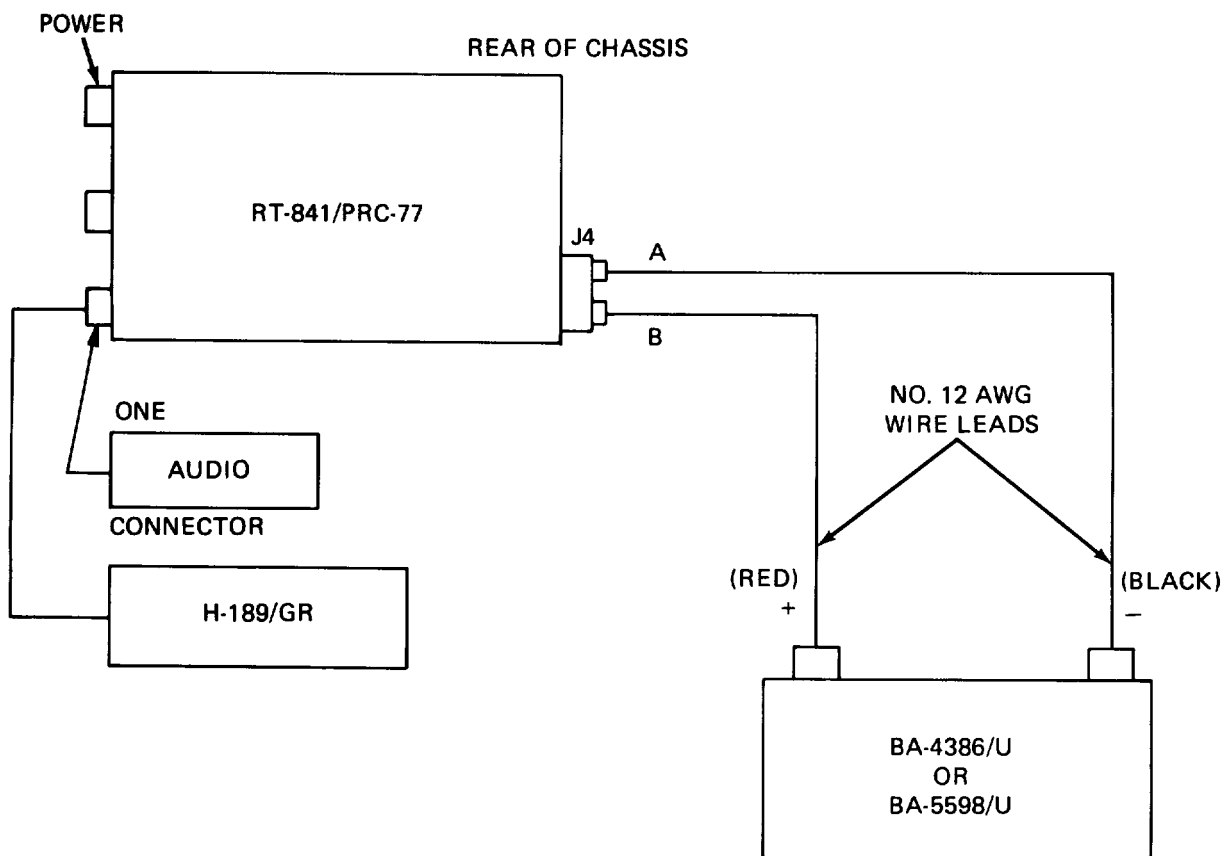 POWER
REAR OF CHASSIS
RT-841/PRC-77
J4
A
B
ONE
AUDIO
CONNECTOR
H-189/GR
NO. 12 AWG
WIRE LEADS
(RED)
+
(BLACK)
–
BA-4386/U
OR
BA-5598/U